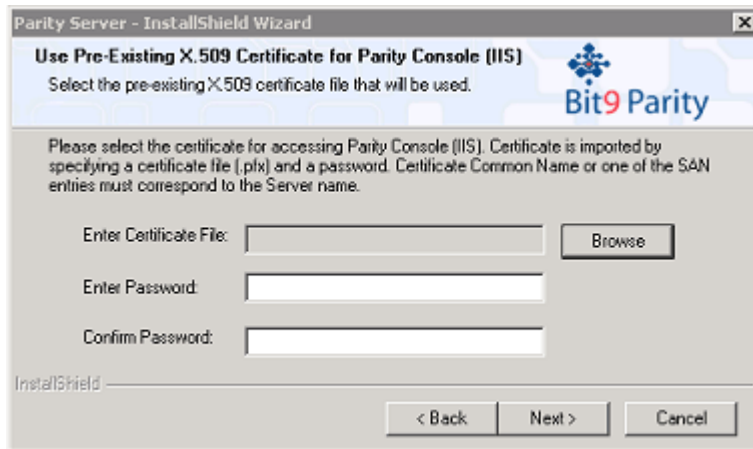 Parity Server - InstallShield Wizard
Use Pre-Existing X.509 Certificate for Parity Console (IIS)
Select the pre-existing X.509 certificate file that will be used.
Bit9 Parity
Please select the certificate for accessing Parity Console (IIS). Certificate is imported by
specifying a certificate file (.pfx) and a password. Certificate Common Name or one of the SAN
entries must correspond to the Server name.
Enter Certificate File:
Browse
Enter Password:
Confirm Password:
InstallShield
< Back
Next >
Cancel